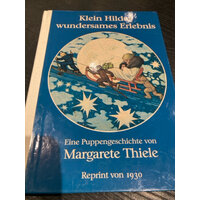 Klein Hildes
wundersames Erlebnis
Eine Puppengeschichte von
Margarete Thiele
Reprint von 1930